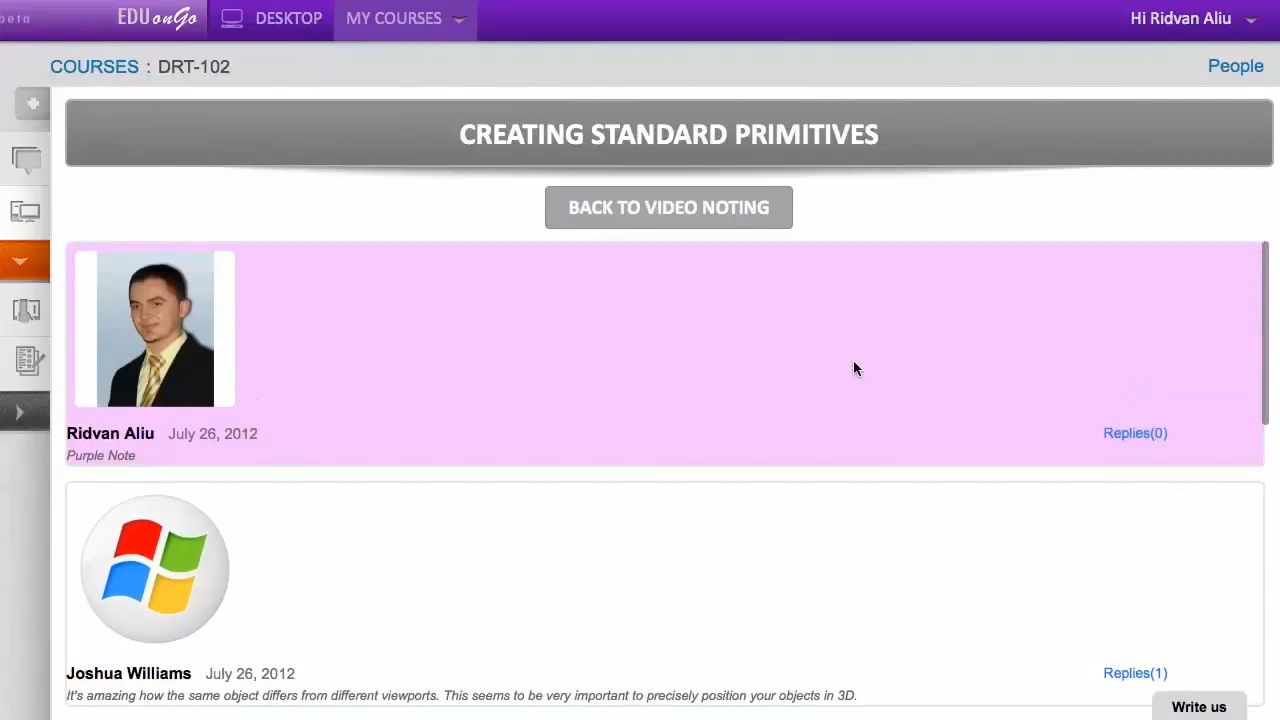 beta EDUonGo DESKTOP MY COURSES Hi Ridvan Aliu
COURSES : DRT-102 People
CREATING STANDARD PRIMITIVES
BACK TO VIDEO NOTING
Ridvan Aliu July 26, 2012 Replies(0)
Purple Note
Joshua Williams July 26, 2012 Replies(1)
It's amazing how the same object differs from different viewports. This seems to be very important to precisely position your objects in 3D.
Write us